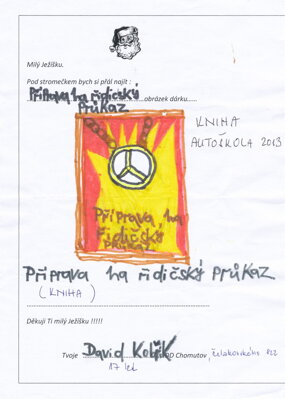 Milý Ježíšku,
Pod stromečkem bych si přál najít :
Příprava na řidičský
průkaz
obrázek dárku.....
KNIHA
AUTOŠKOLA 2013
Příprava na
řidičský
průkaz
Příprava na řidičský průkaz
(KNIHA)
Děkuji Ti milý Ježíšku !!!!!
Tvoje David DD Chomutov,
17 let